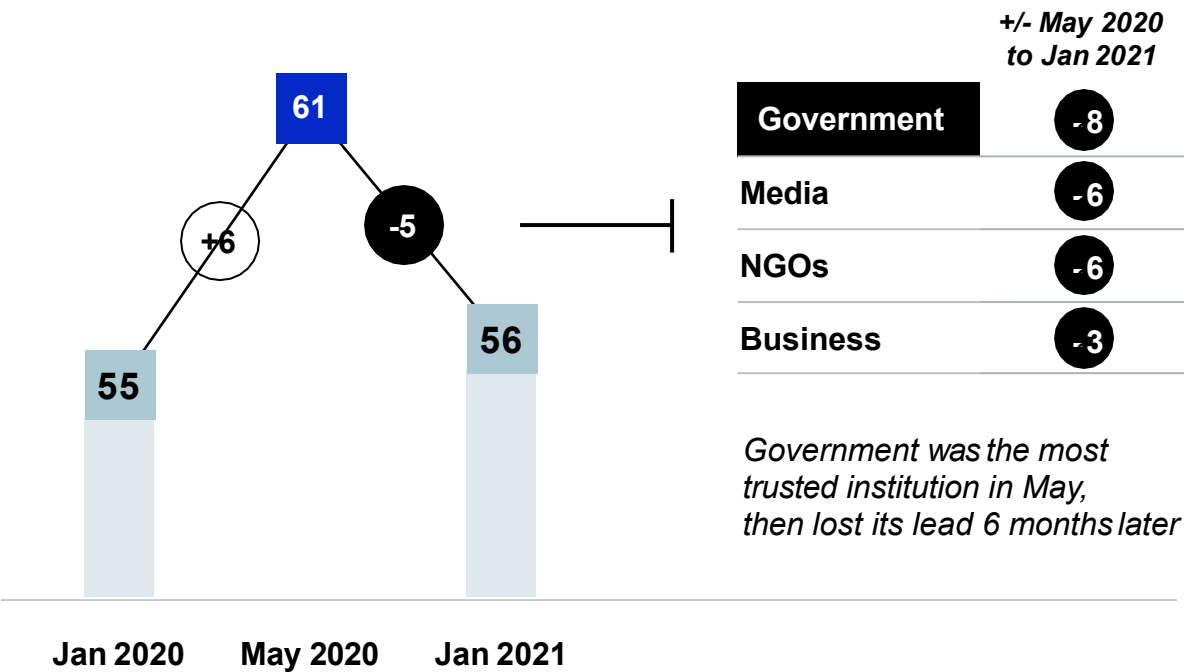 61
+6
-5
55
56
Jan 2020
May 2020
Jan 2021
+/- May 2020
to Jan 2021
Government -8
Media -6
NGOs -6
Business -3
Government was the most
trusted institution in May,
then lost its lead 6 months later